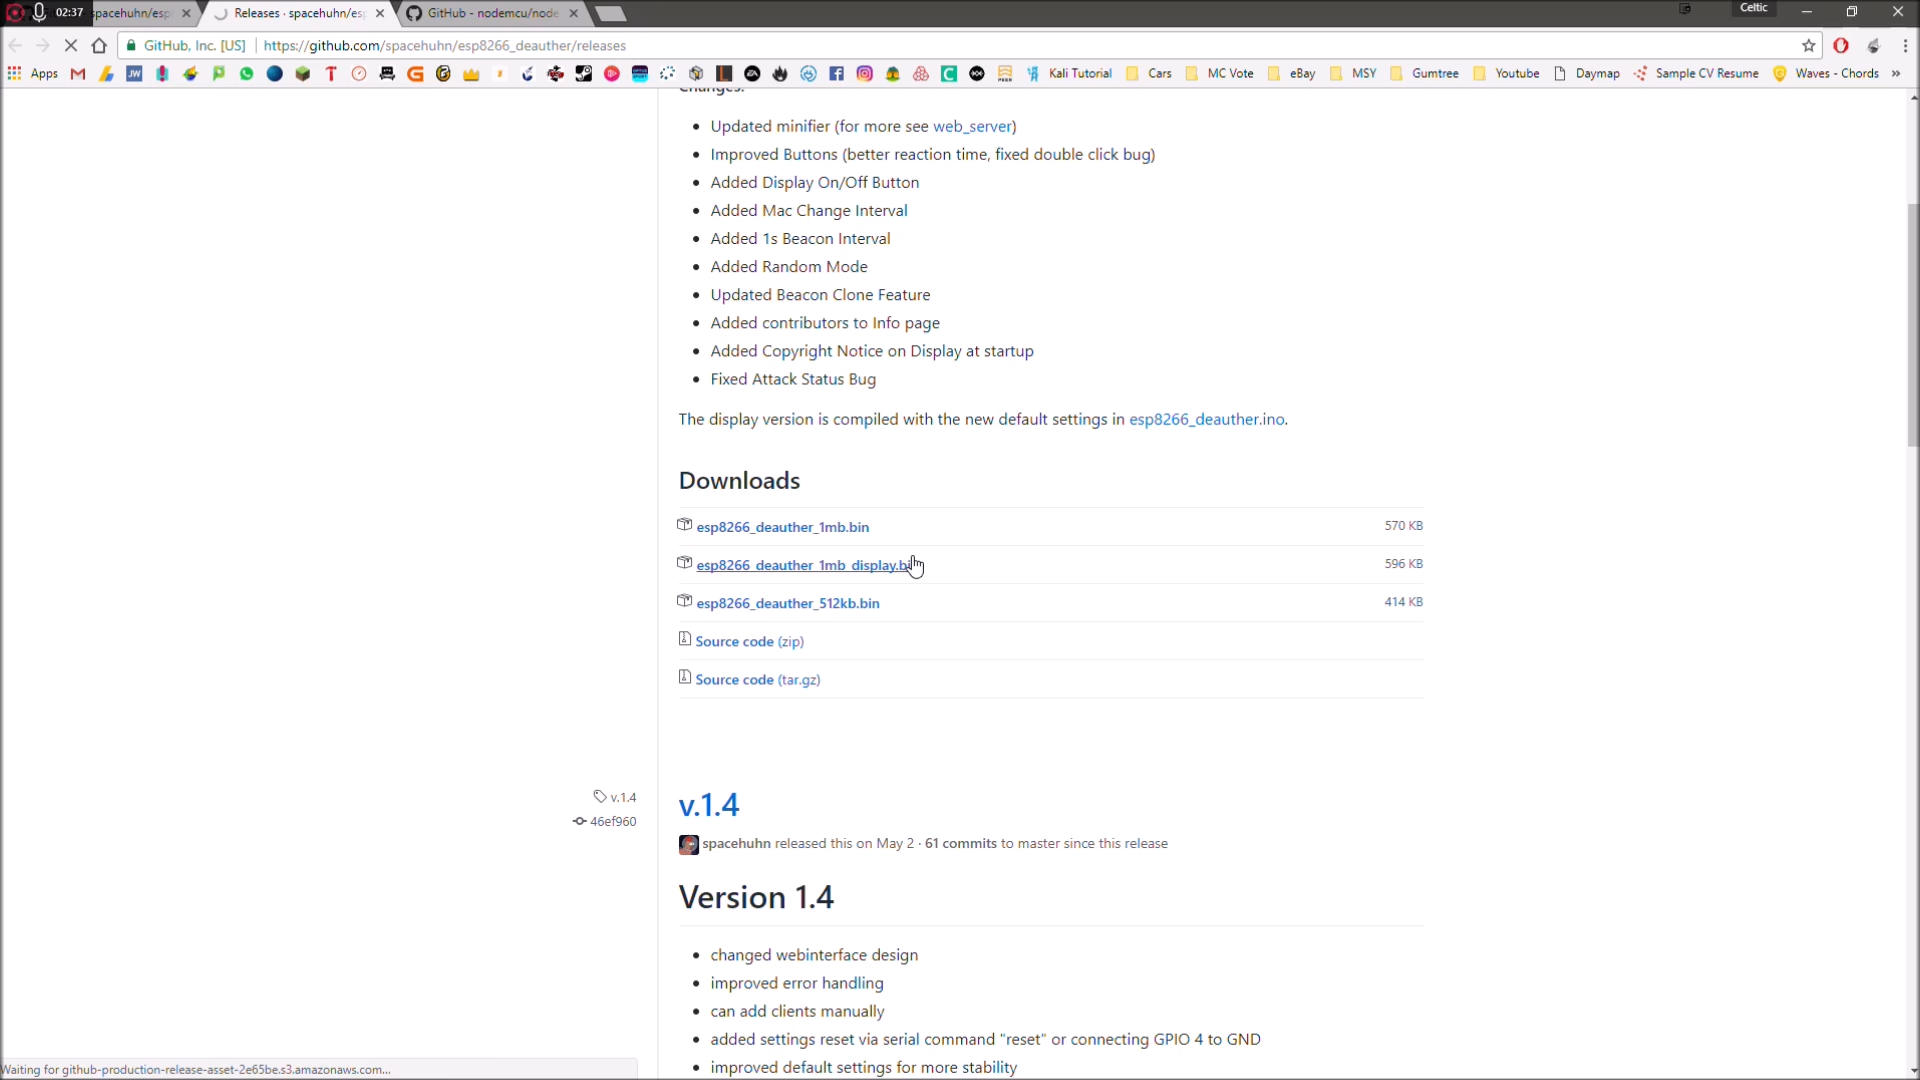 02:37
spacehuhn/esp
Releases · spacehuhn/es
GitHub - nodemcu/node
Celtic
GitHub, Inc. [US]
https://github.com/spacehuhn/esp8266_deauther/releases
Apps
Kali Tutorial
Cars
MC Vote
eBay
MSY
Gumtree
Youtube
Daymap
Sample CV Resume
Waves - Chords
»
Changes:
• Updated minifier (for more see web_server)
• Improved Buttons (better reaction time, fixed double click bug)
• Added Display On/Off Button
• Added Mac Change Interval
• Added 1s Beacon Interval
• Added Random Mode
• Updated Beacon Clone Feature
• Added contributors to Info page
• Added Copyright Notice on Display at startup
• Fixed Attack Status Bug
The display version is compiled with the new default settings in esp8266_deauther.ino.
Downloads
esp8266_deauther_1mb.bin 570 KB
esp8266_deauther_1mb_display.bin 596 KB
esp8266_deauther_512kb.bin 414 KB
Source code (zip)
Source code (tar.gz)
v.1.4
46ef960
v.1.4
spacehuhn released this on May 2 · 61 commits to master since this release
Version 1.4
• changed webinterface design
• improved error handling
• can add clients manually
• added settings reset via serial command "reset" or connecting GPIO 4 to GND
• improved default settings for more stability
Waiting for github-production-release-asset-2e65be.s3.amazonaws.com...